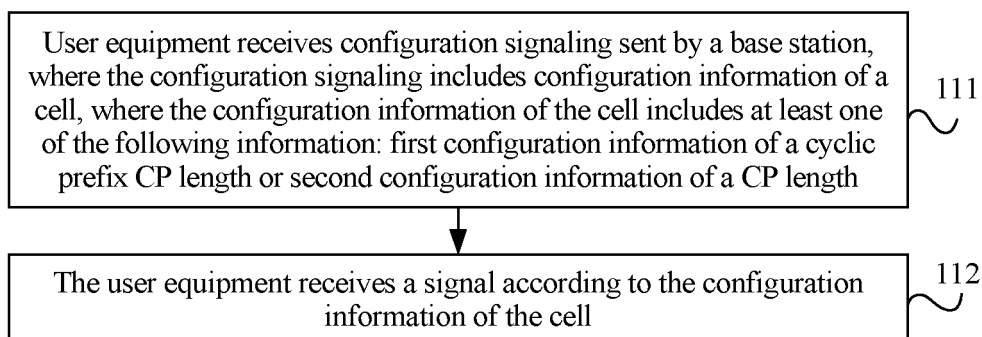 User equipment receives configuration signaling sent by a base station,
where the configuration signaling includes configuration information of a
cell, where the configuration information of the cell includes at least one
of the following information: first configuration information of a cyclic
prefix CP length or second configuration information of a CP length
111
The user equipment receives a signal according to the configuration
information of the cell
112